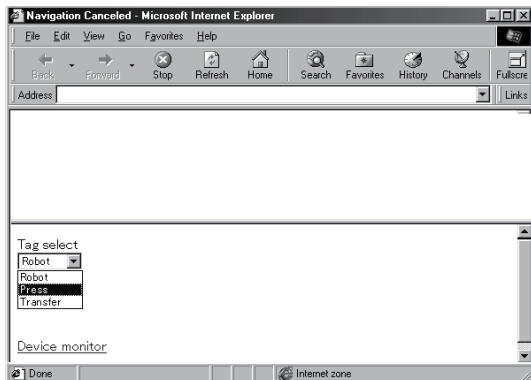 Navigation Canceled - Microsoft Internet Explorer
File Edit View Go Favorites Help
Back Forward Stop Refresh Home Search Favorites History Channels Fullscre
Address Links
Tag select
Robot
Robot
Press
Transfer
Device monitor
Done Internet zone